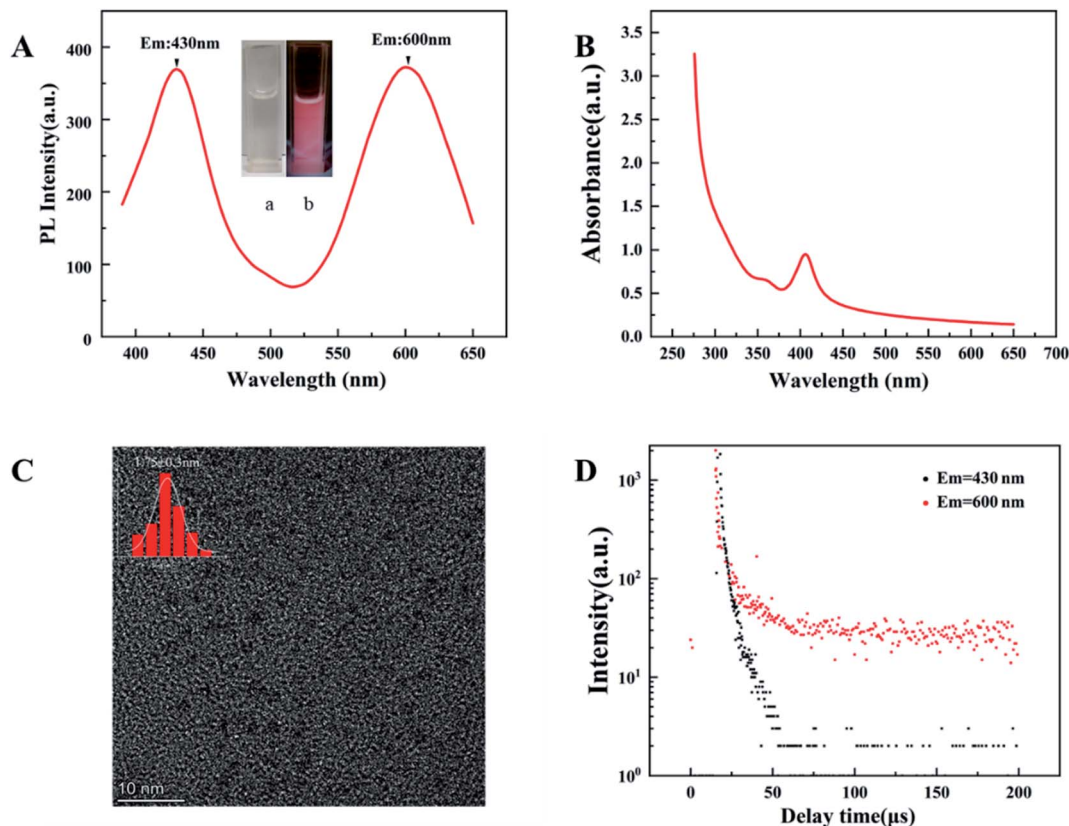 A
PL Intensity(a.u.)
400
300
200
100
0
Em:430nm
Em:600nm
a
b
400
450
500
550
600
650
Wavelength (nm)
B
Absorbance(a.u.)
3.5
3.0
2.5
2.0
1.5
1.0
0.5
0.0
250
300
350
400
450
500
550
600
650
700
Wavelength (nm)
C
1.75±0.3nm
10 nm
D
Intensity(a.u.)
10³
10²
10¹
10⁰
Em=430 nm
Em=600 nm
0
50
100
150
200
Delay time(μs)